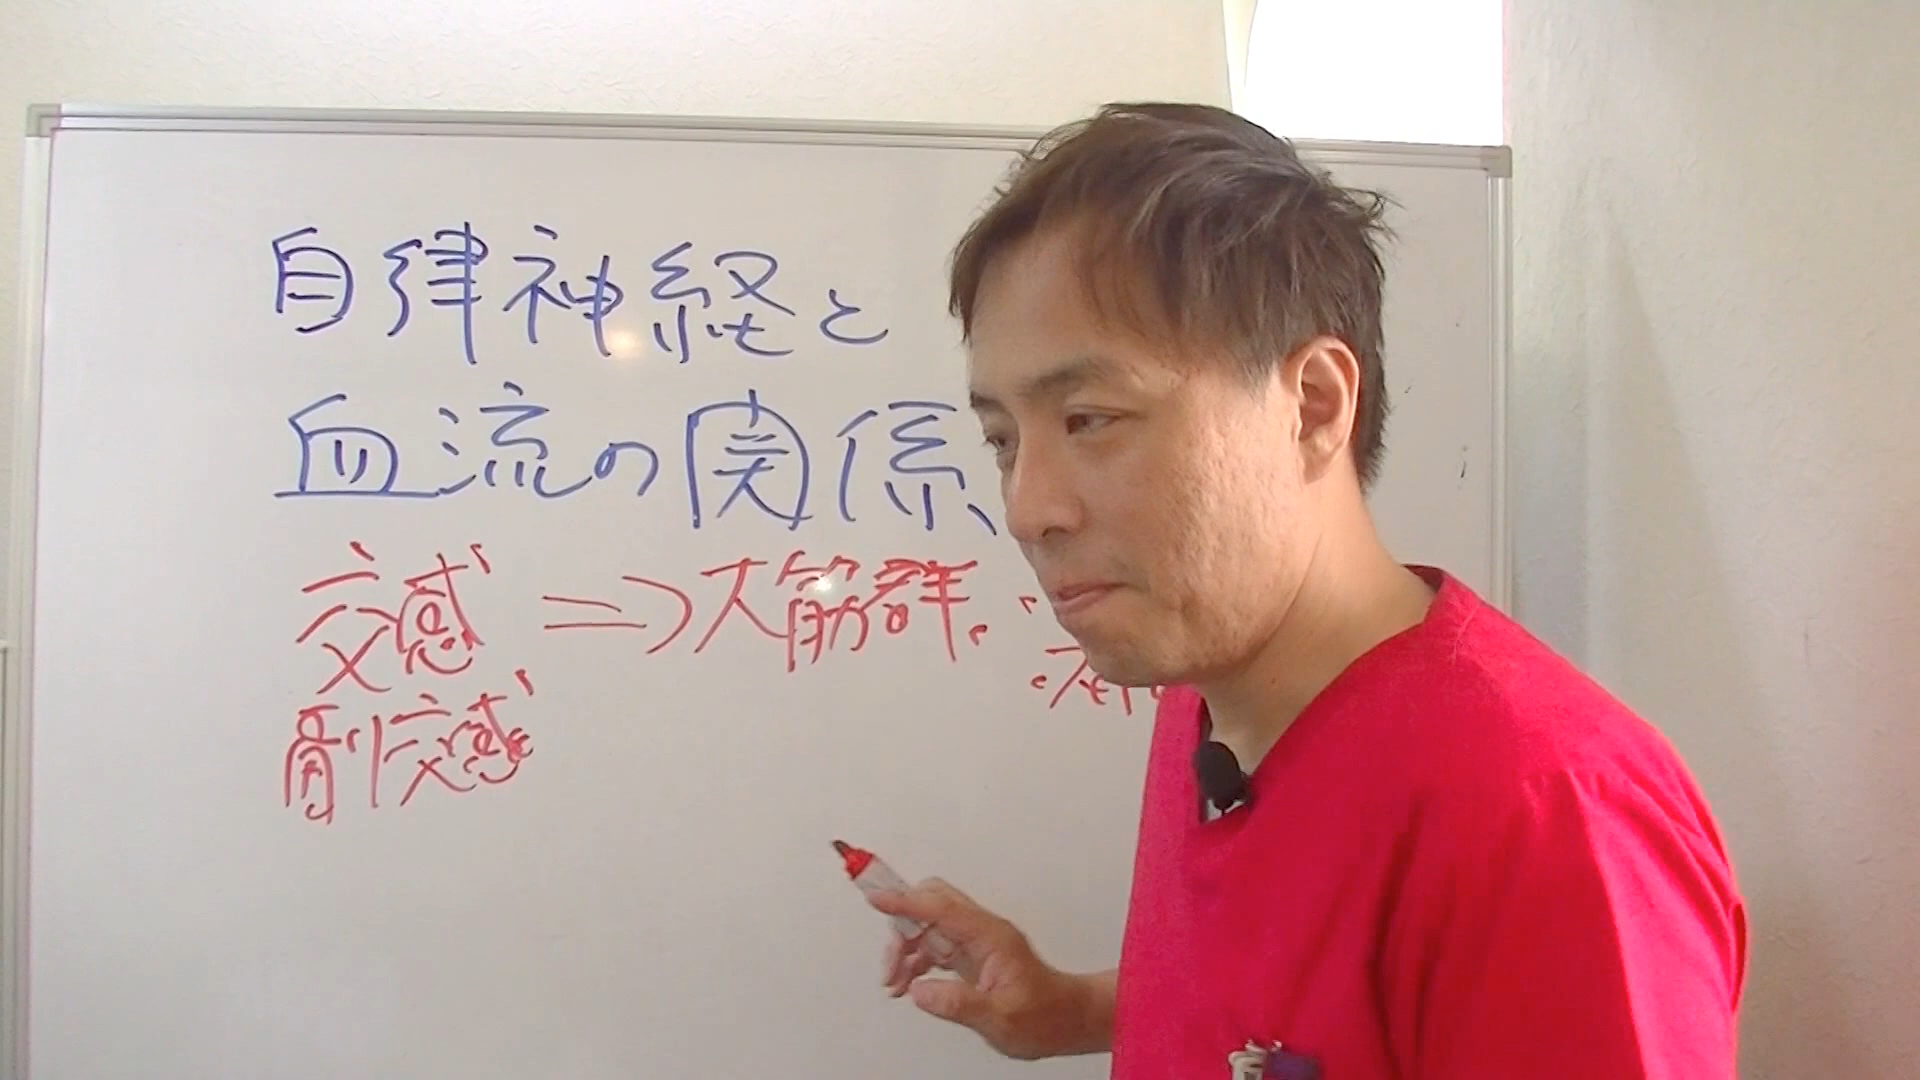 自律神経と
血流の関係
交感 ⇒ 大筋群
副交感